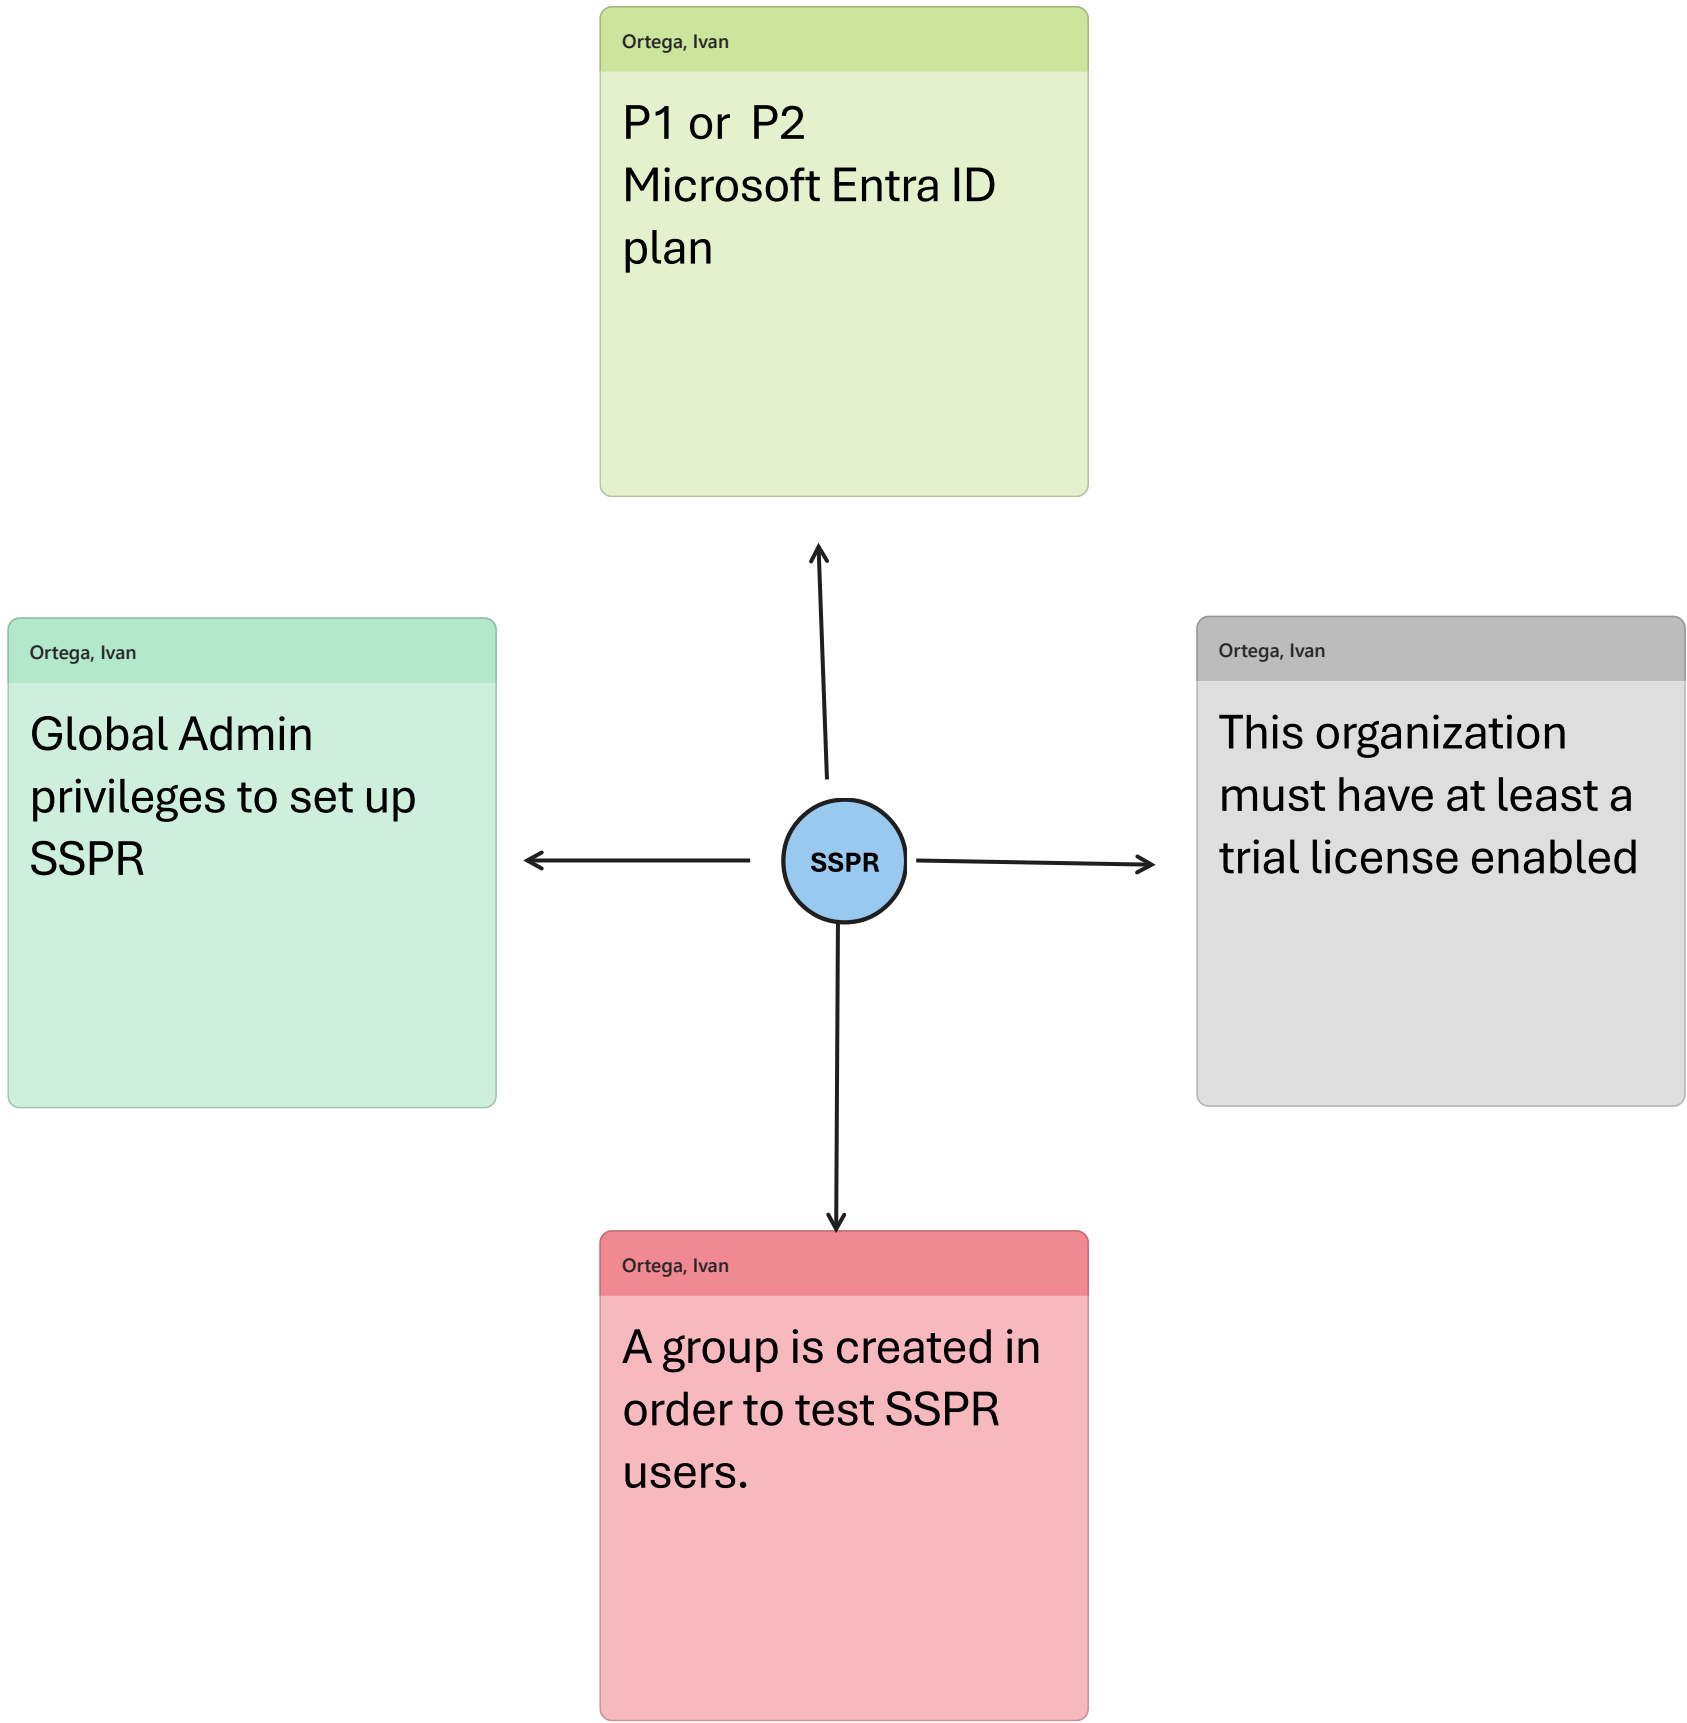 Ortega, Ivan
P1 or  P2
Microsoft Entra ID
plan
Ortega, Ivan
Global Admin
privileges to set up
SSPR
SSPR
Ortega, Ivan
This organization
must have at least a
trial license enabled
Ortega, Ivan
A group is created in
order to test SSPR
users.